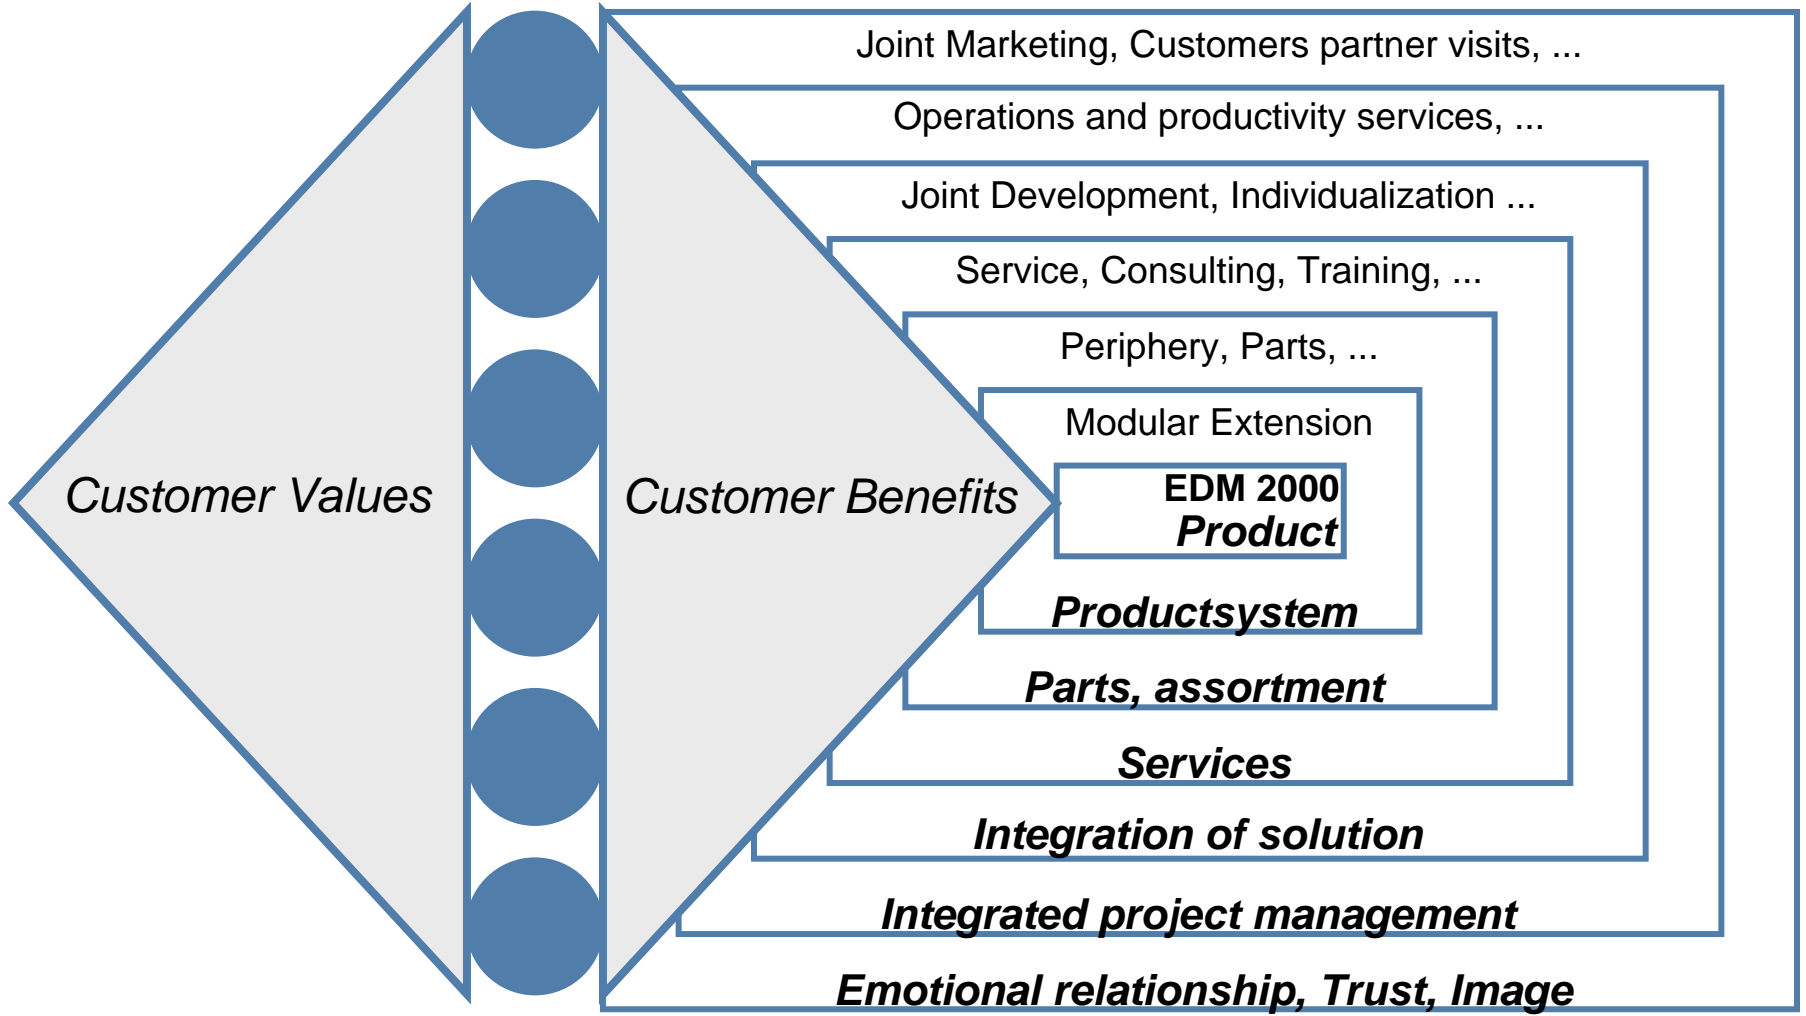 Joint Marketing, Customers partner visits, ...
Operations and productivity services, ...
Joint Development, Individualization ...
Service, Consulting, Training, ...
Periphery, Parts, ...
Modular Extension
Customer Values
Customer Benefits
EDM 2000
Product
Productsystem
Parts, assortment
Services
Integration of solution
Integrated project management
Emotional relationship, Trust, Image